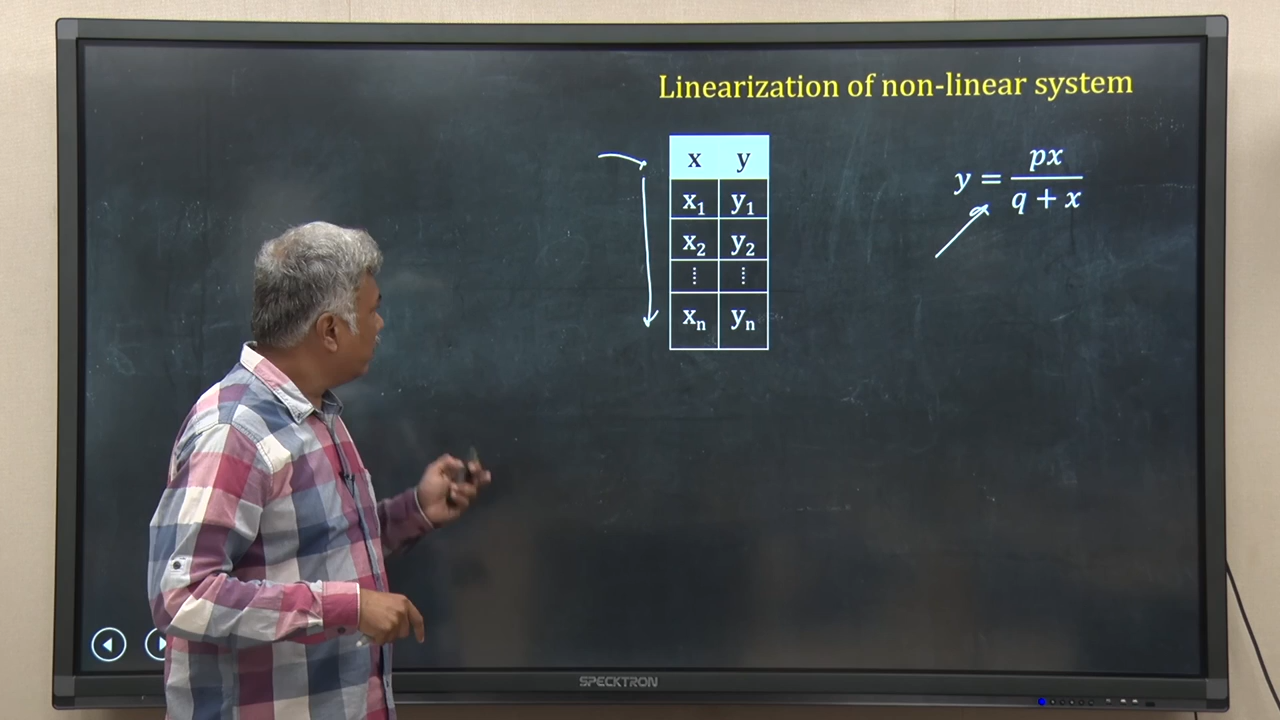 Linearization of non-linear system
x y
x₁ y₁
x₂ y₂
⋮ ⋮
xₙ yₙ
y = px / (q + x)
SPECKTRON